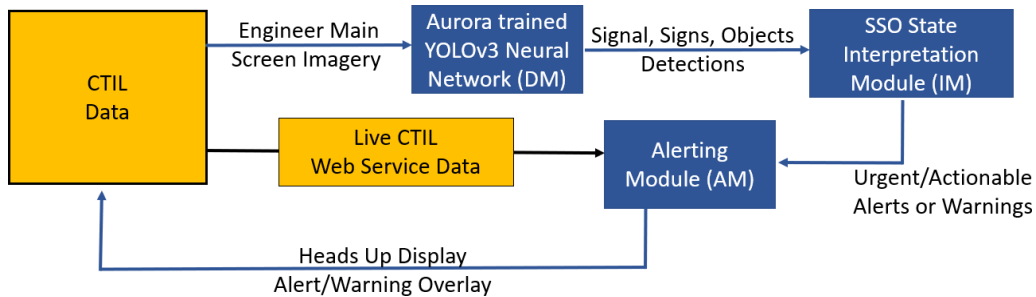 CTIL
Data
Engineer Main
Screen Imagery
Aurora trained
YOLOv3 Neural
Network (DM)
Signal, Signs, Objects
Detections
SSO State
Interpretation
Module (IM)
Live CTIL
Web Service Data
Alerting
Module (AM)
Urgent/Actionable
Alerts or Warnings
Heads Up Display
Alert/Warning Overlay